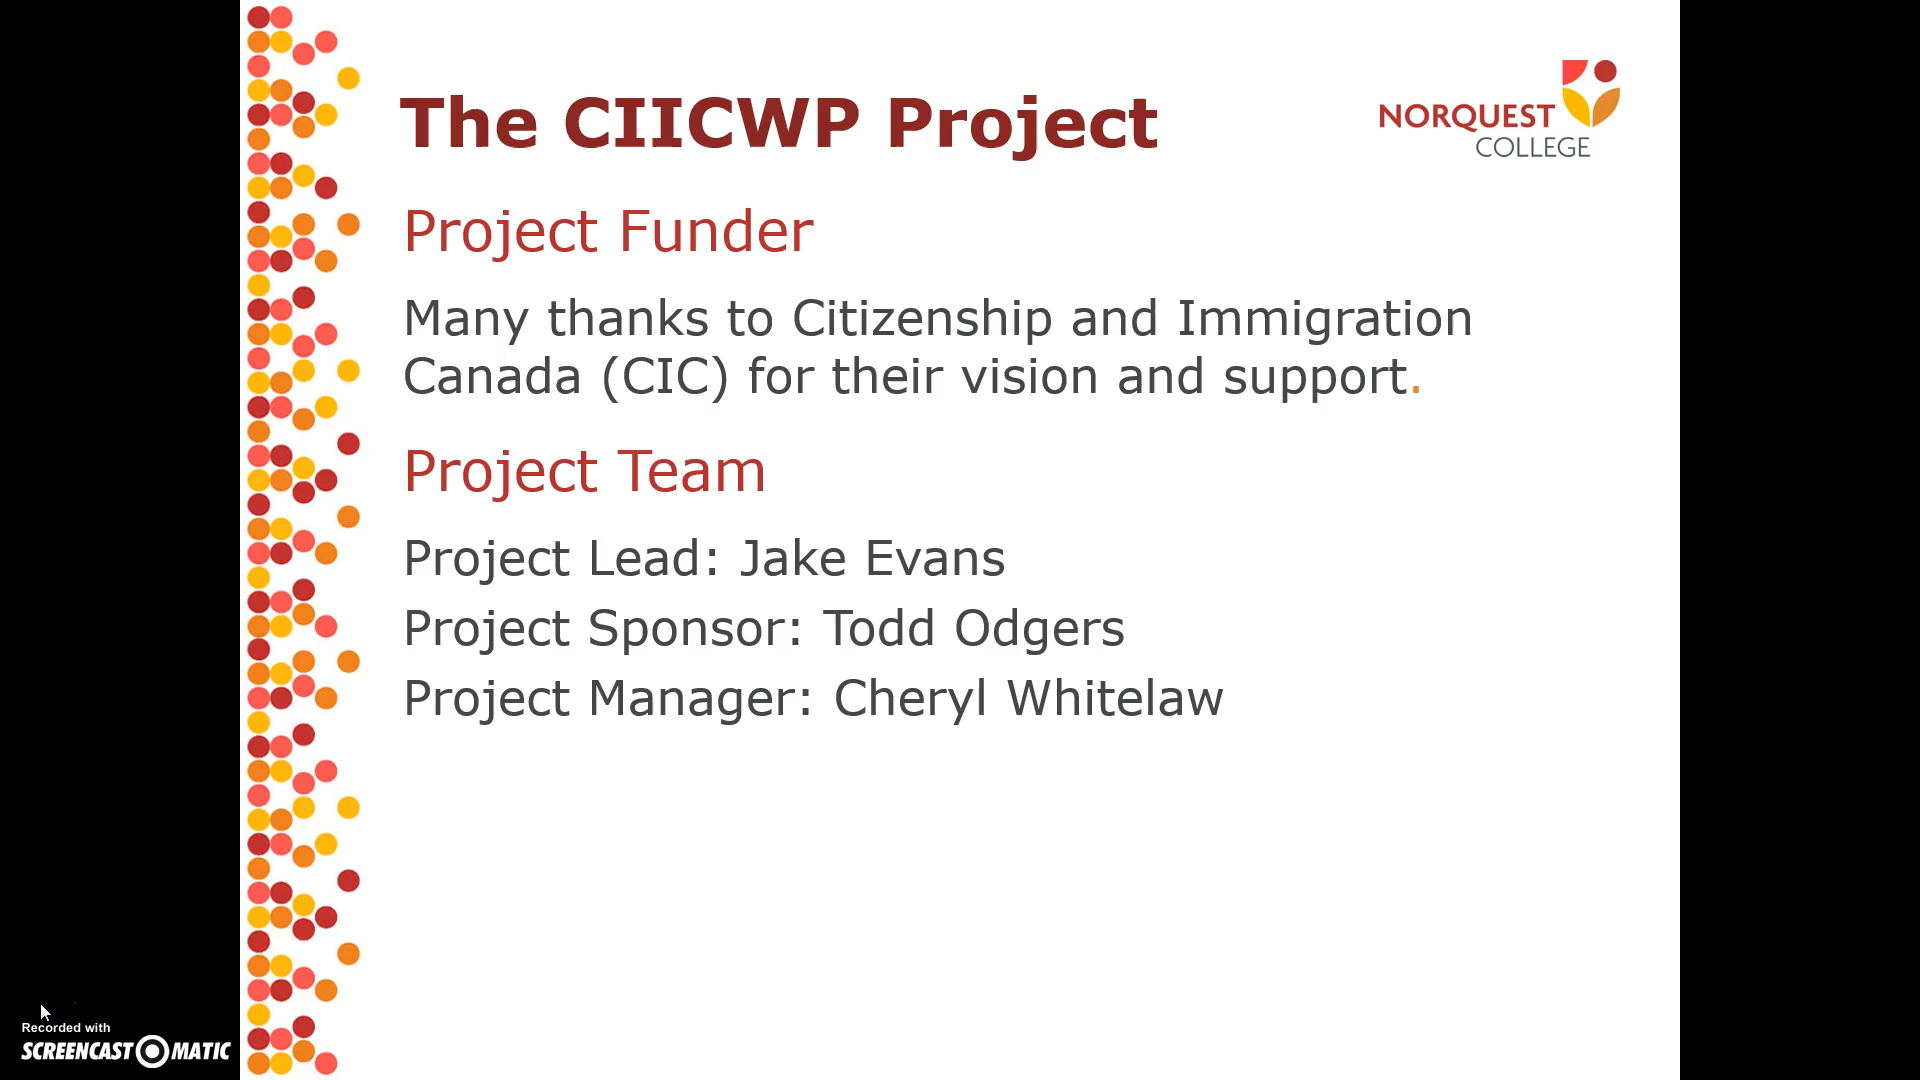 The CIICWP Project
NORQUEST
COLLEGE
Project Funder
Many thanks to Citizenship and Immigration
Canada (CIC) for their vision and support.
Project Team
Project Lead: Jake Evans
Project Sponsor: Todd Odgers
Project Manager: Cheryl Whitelaw
Recorded with
SCREENCAST MATIC